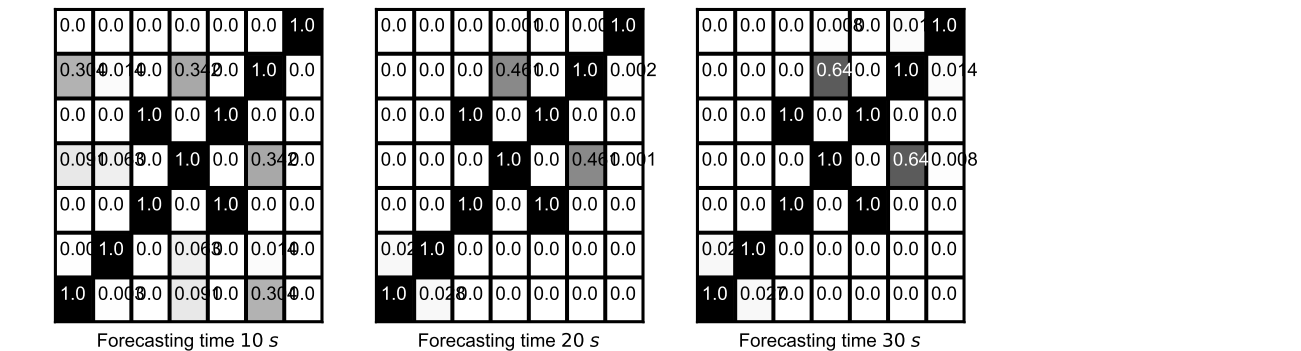 0.0 0.0 0.0 0.0 0.0 0.0 1.0
0.304 0.014 0.0 0.342 0.0 1.0 0.0
0.0 0.0 1.0 0.0 1.0 0.0 0.0
0.091 0.063 0.0 1.0 0.0 0.342 0.0
0.0 0.0 1.0 0.0 1.0 0.0 0.0
1.0 0.0 0.063 0.0 0.014 0.0
1.0 0.003 0.0 0.091 0.0 0.304 0.0
Forecasting time 10 s
0.0 0.0 0.0 0.001 0.0 1.0
0.0 0.0 0.0 0.461 0.0 1.0 0.002
0.0 0.0 1.0 0.0 1.0 0.0 0.0
0.0 0.0 0.0 1.0 0.0 0.461 0.001
0.0 0.0 1.0 0.0 1.0 0.0 0.0
1.0 0.0 0.0 0.0 0.0 0.0
1.0 0.028 0.0 0.0 0.0 0.0 0.0
Forecasting time 20 s
0.0 0.0 0.0 0.008 0.0 1.0
0.0 0.0 0.0 0.64 0.0 1.0 0.014
0.0 0.0 1.0 0.0 1.0 0.0 0.0
0.0 0.0 0.0 1.0 0.0 0.64 0.008
0.0 0.0 1.0 0.0 1.0 0.0 0.0
1.0 0.0 0.0 0.0 0.0 0.0
1.0 0.027 0.0 0.0 0.0 0.0 0.0
Forecasting time 30 s